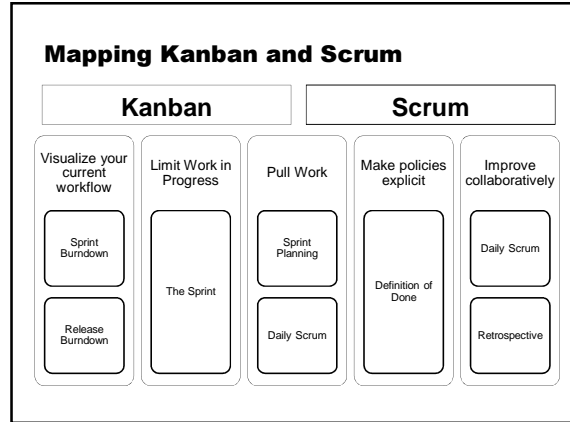 Mapping Kanban and Scrum
Kanban
Scrum
Visualize your
current
workflow
Sprint
Burndown
Release
Burndown
Limit Work in
Progress
The Sprint
Pull Work
Sprint
Planning
Daily Scrum
Make policies
explicit
Definition of
Done
Improve
collaboratively
Daily Scrum
Retrospective